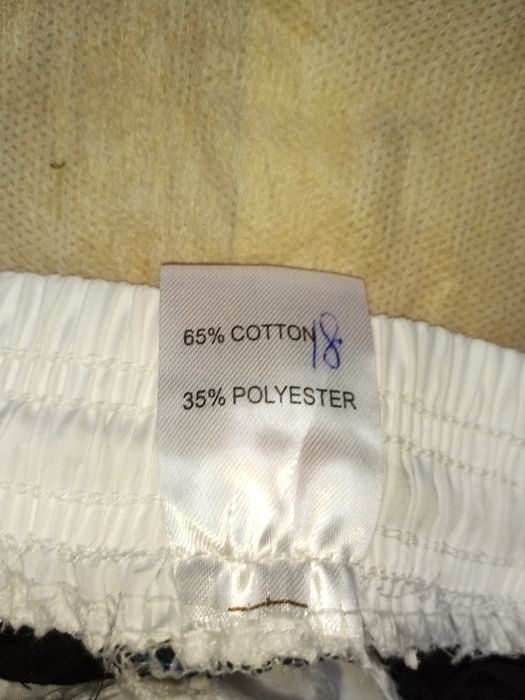 65% COTTON 18
35% POLYESTER